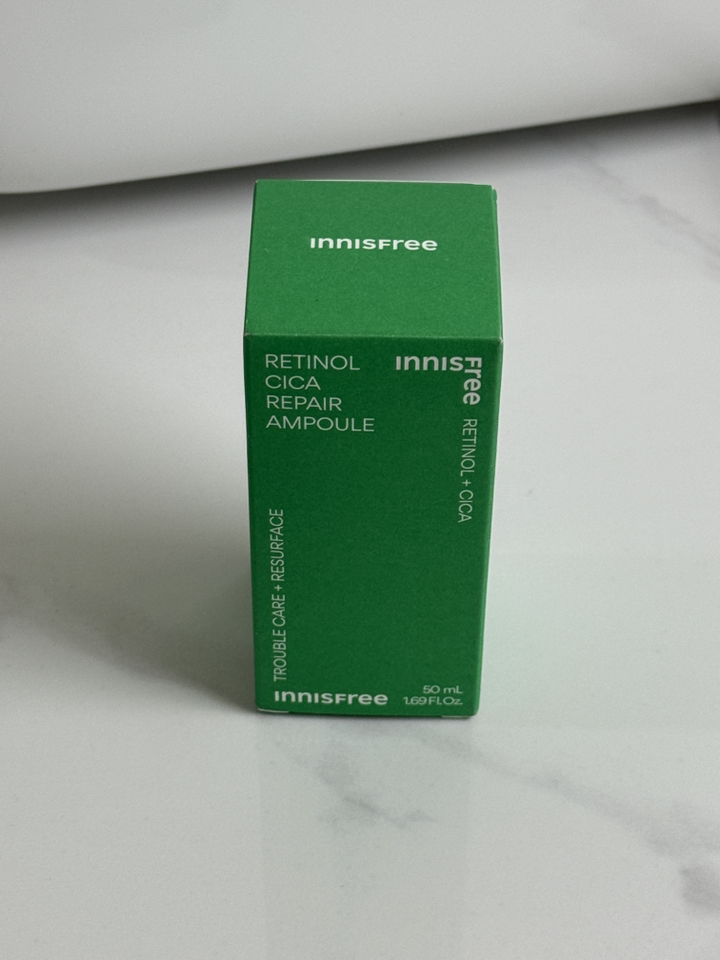 innisfree
RETINOL
CICA
REPAIR
AMPOULE
innisfree
RETINOL + CICA
TROUBLE CARE + RESURFACE
innisfree
50 mL
1.69 Fl.Oz.